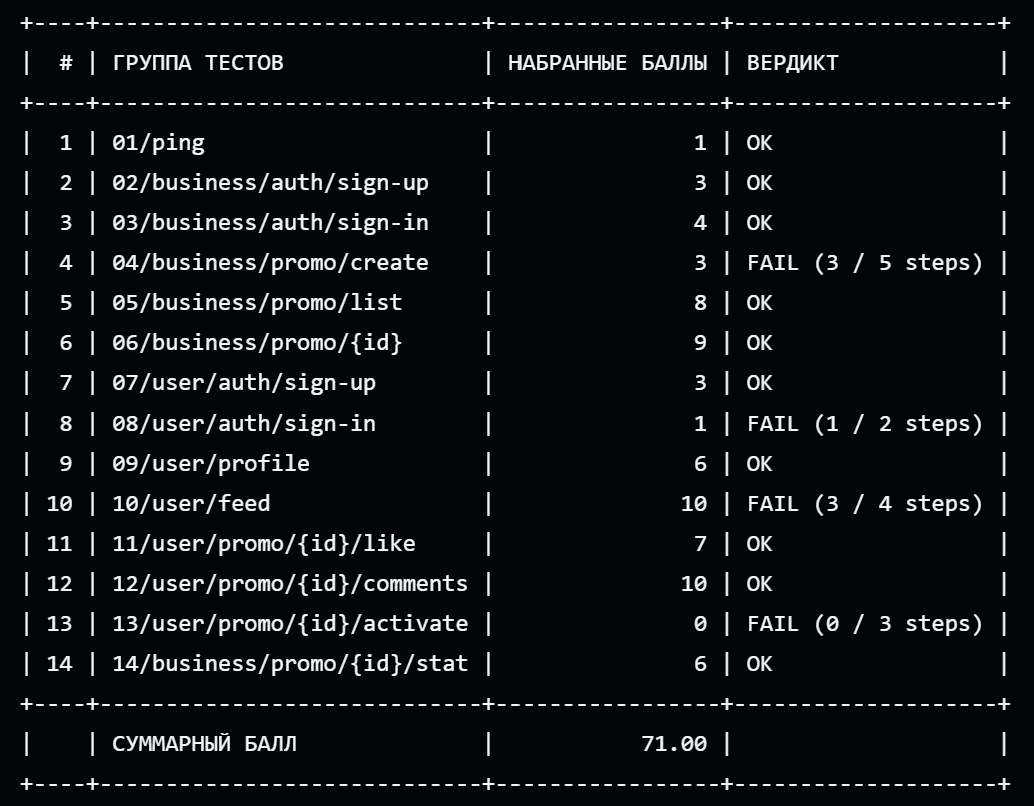 +----+-----------------------------+-----------------+--------------------+
|  # | ГРУППА ТЕСТОВ               | НАБРАННЫЕ БАЛЛЫ | ВЕРДИКТ            |
+----+-----------------------------+-----------------+--------------------+
|  1 | 01/ping                     |               1 | OK                 |
|  2 | 02/business/auth/sign-up    |               3 | OK                 |
|  3 | 03/business/auth/sign-in    |               4 | OK                 |
|  4 | 04/business/promo/create    |               3 | FAIL (3 / 5 steps) |
|  5 | 05/business/promo/list      |               8 | OK                 |
|  6 | 06/business/promo/{id}      |               9 | OK                 |
|  7 | 07/user/auth/sign-up        |               3 | OK                 |
|  8 | 08/user/auth/sign-in        |               1 | FAIL (1 / 2 steps) |
|  9 | 09/user/profile             |               6 | OK                 |
| 10 | 10/user/feed                |              10 | FAIL (3 / 4 steps) |
| 11 | 11/user/promo/{id}/like     |               7 | OK                 |
| 12 | 12/user/promo/{id}/comments |              10 | OK                 |
| 13 | 13/user/promo/{id}/activate |               0 | FAIL (0 / 3 steps) |
| 14 | 14/business/promo/{id}/stat |               6 | OK                 |
+----+-----------------------------+-----------------+--------------------+
|    | СУММАРНЫЙ БАЛЛ              |           71.00 |                    |
+----+-----------------------------+-----------------+--------------------+